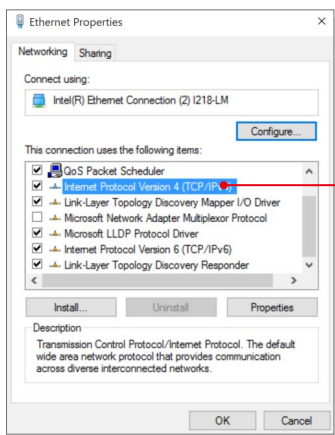 Ethernet Properties
Networking
Sharing
Connect using:
Intel(R) Ethernet Connection (2) I218-LM
Configure...
This connection uses the following items:
QoS Packet Scheduler
Internet Protocol Version 4 (TCP/IPv4)
Link-Layer Topology Discovery Mapper I/O Driver
Microsoft Network Adapter Multiplexor Protocol
Microsoft LLDP Protocol Driver
Internet Protocol Version 6 (TCP/IPv6)
Link-Layer Topology Discovery Responder
Install...
Uninstall
Properties
Description
Transmission Control Protocol/Internet Protocol. The default
wide area network protocol that provides communication
across diverse interconnected networks.
OK
Cancel